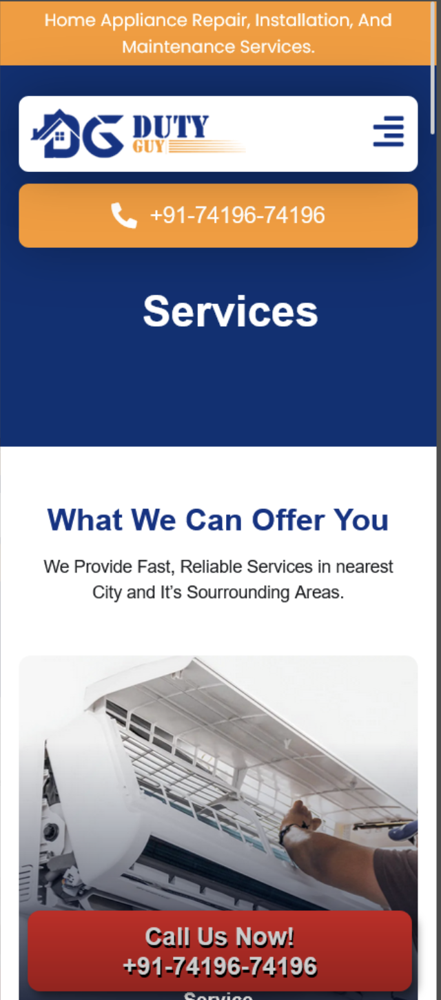 Home Appliance Repair, Installation, And
Maintenance Services.
DG DUTY
GUY
+91-74196-74196
Services
What We Can Offer You
We Provide Fast, Reliable Services in nearest
City and It’s Sourrounding Areas.
Call Us Now!
+91-74196-74196
Service